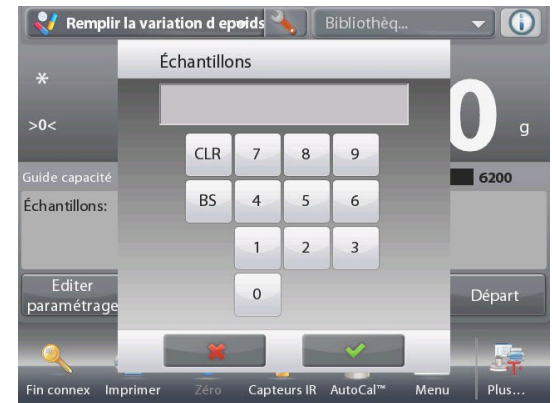 Remplir la variation d epoids
Bibliothèq...
Échantillons
*
>0<
0 g
CLR 7 8 9
Guide capacité
6200
Échantillons:
BS 4 5 6
1 2 3
Editer
paramétrage
0
Départ
Fin connex Imprimer Zéro Capteurs IR AutoCal™ Menu Plus...